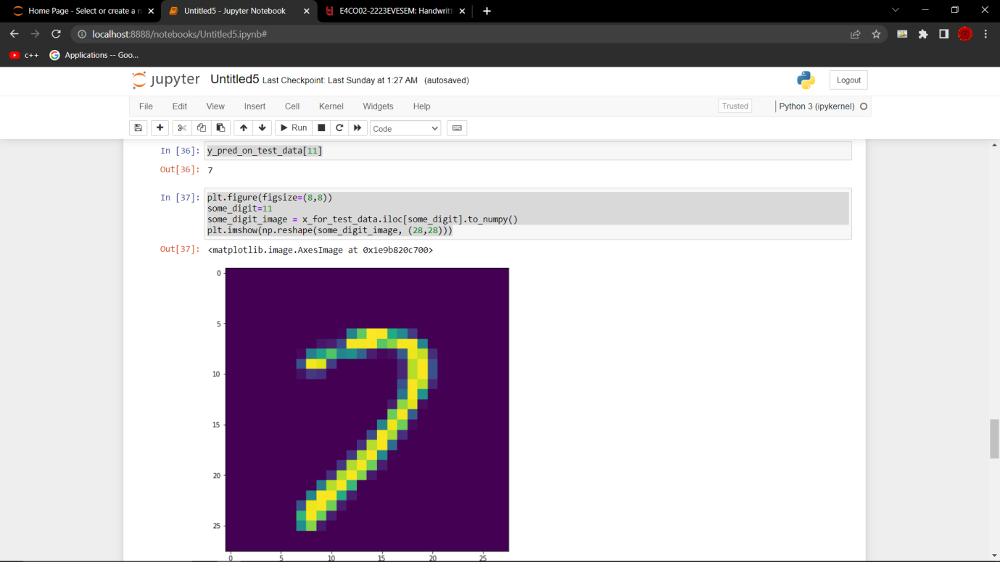 Home Page - Select or create a n
Untitled5 - Jupyter Notebook
E4CO02-2223EVESEM: Handwritt
localhost:8888/notebooks/Untitled5.ipynb#
c++
Applications -- Goo...
jupyter Untitled5 Last Checkpoint: Last Sunday at 1:27 AM (autosaved)
Logout
File Edit View Insert Cell Kernel Widgets Help
Trusted
Python 3 (ipykernel)
Run
Code
In [36]: y_pred_on_test_data[11]
Out[36]: 7
In [37]: plt.figure(figsize=(8,8))
some_digit=11
some_digit_image = x_for_test_data.iloc[some_digit].to_numpy()
plt.imshow(np.reshape(some_digit_image, (28,28)))
Out[37]: <matplotlib.image.AxesImage at 0x1e9b820c700>
0
5
10
15
20
25
0 5 10 15 20 25